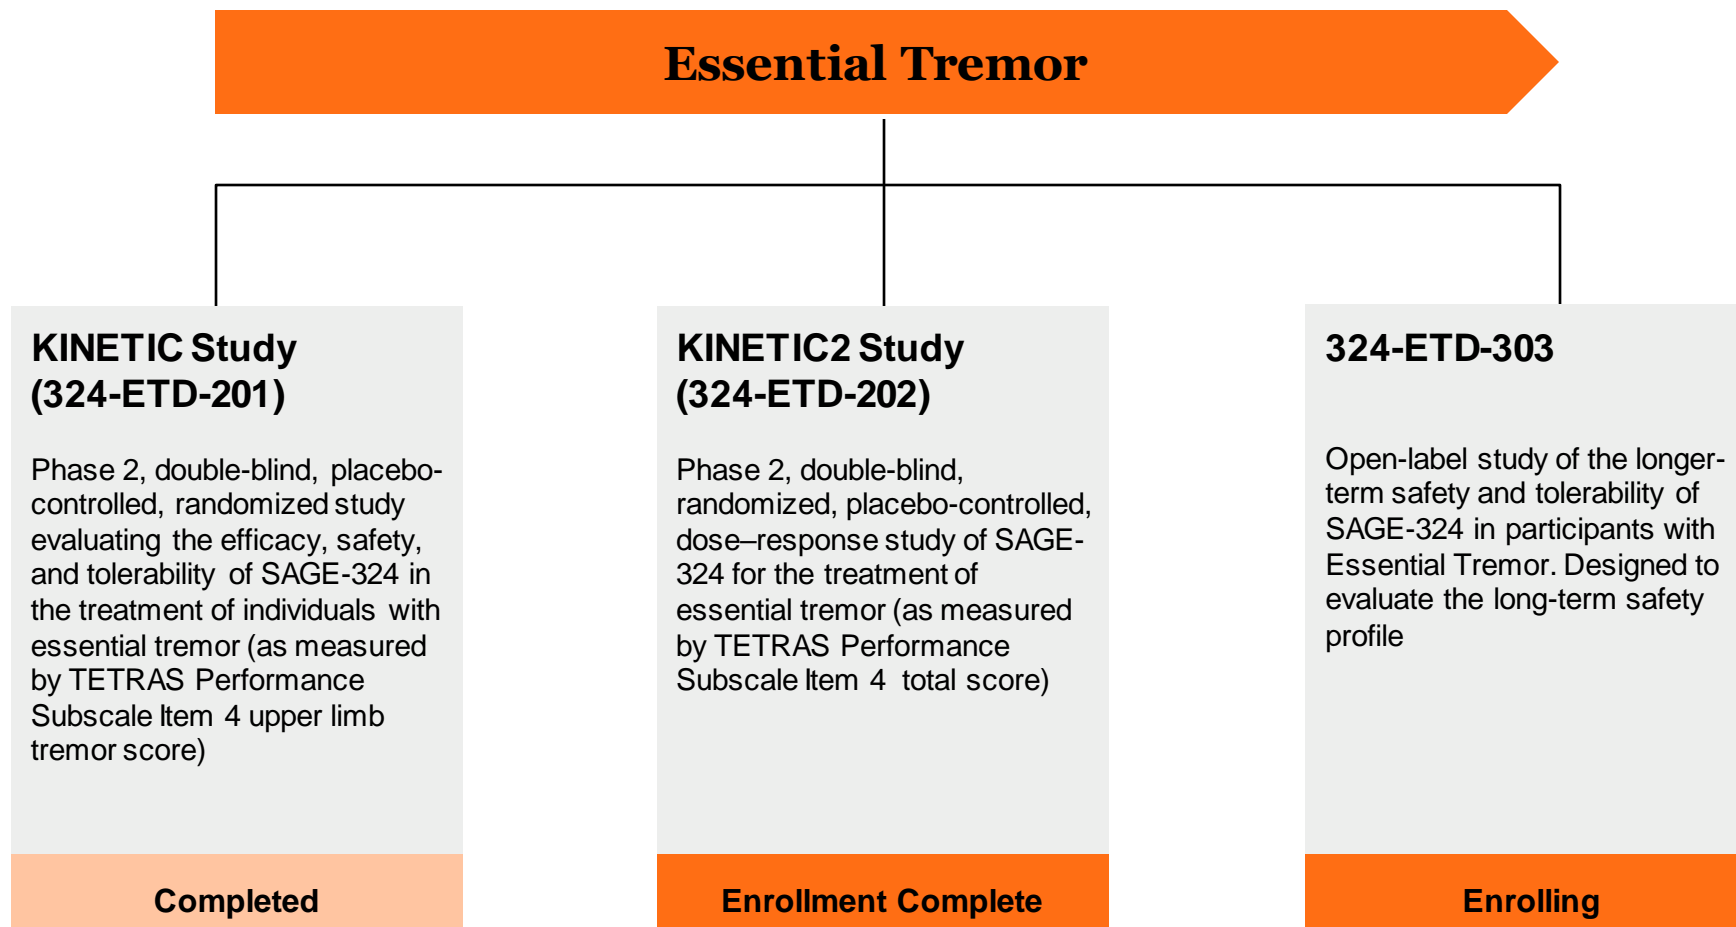 Essential Tremor
KINETIC Study
(324-ETD-201)
Phase 2, double-blind, placebo-
controlled, randomized study
evaluating the efficacy, safety,
and tolerability of SAGE-324 in
the treatment of individuals with
essential tremor (as measured
by TETRAS Performance
Subscale Item 4 upper limb
tremor score)
Completed
KINETIC2 Study
(324-ETD-202)
Phase 2, double-blind,
randomized, placebo-controlled,
dose–response study of SAGE-
324 for the treatment of
essential tremor (as measured
by TETRAS Performance
Subscale Item 4 total score)
Enrollment Complete
324-ETD-303
Open-label study of the longer-
term safety and tolerability of
SAGE-324 in participants with
Essential Tremor. Designed to
evaluate the long-term safety
profile
Enrolling